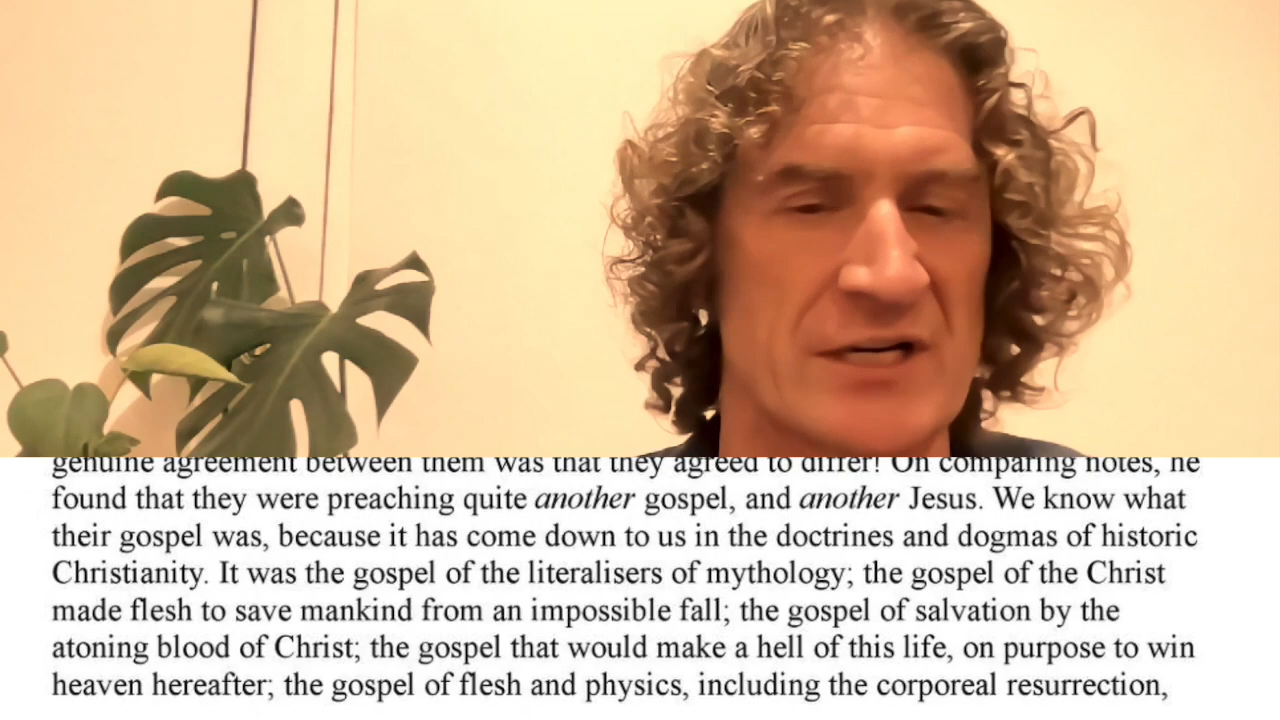 genuine agreement between them was that they agreed to differ! On comparing notes, he
found that they were preaching quite another gospel, and another Jesus. We know what
their gospel was, because it has come down to us in the doctrines and dogmas of historic
Christianity. It was the gospel of the literalisers of mythology; the gospel of the Christ
made flesh to save mankind from an impossible fall; the gospel of salvation by the
atoning blood of Christ; the gospel that would make a hell of this life, on purpose to win
heaven hereafter; the gospel of flesh and physics, including the corporeal resurrection,